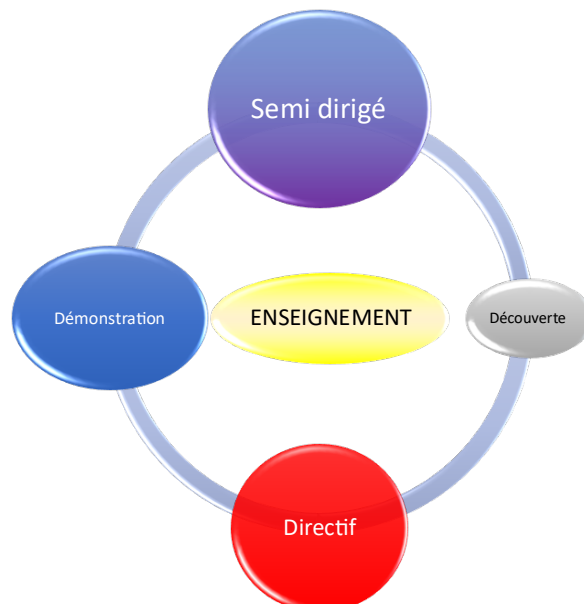 Semi dirigé
Démonstration
ENSEIGNEMENT
Découverte
Directif